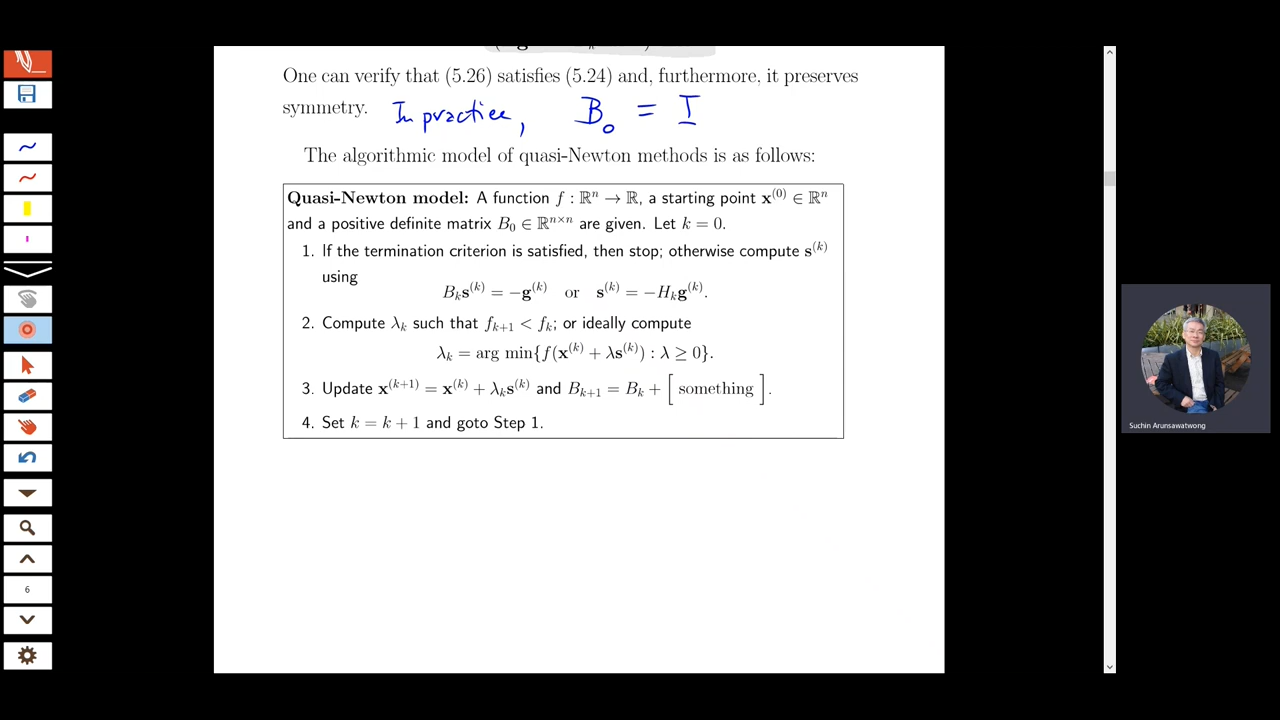 One can verify that (5.26) satisfies (5.24) and, furthermore, it preserves
symmetry. In practice, B₀ = I
The algorithmic model of quasi-Newton methods is as follows:
Quasi-Newton model: A function f : ℝⁿ → ℝ, a starting point x⁽⁰⁾ ∈ ℝⁿ
and a positive definite matrix B₀ ∈ ℝⁿˣⁿ are given. Let k = 0.
1. If the termination criterion is satisfied, then stop; otherwise compute s⁽ᵏ⁾
using
Bₖs⁽ᵏ⁾ = −g⁽ᵏ⁾ or s⁽ᵏ⁾ = −Hₖg⁽ᵏ⁾.
2. Compute λₖ such that fₖ₊₁ < fₖ; or ideally compute
λₖ = arg min{f(x⁽ᵏ⁾ + λs⁽ᵏ⁾) : λ ≥ 0}.
3. Update x⁽ᵏ⁺¹⁾ = x⁽ᵏ⁾ + λₖs⁽ᵏ⁾ and Bₖ₊₁ = Bₖ + [ something ].
4. Set k = k + 1 and goto Step 1.
Suchin Arunsawatwong
6